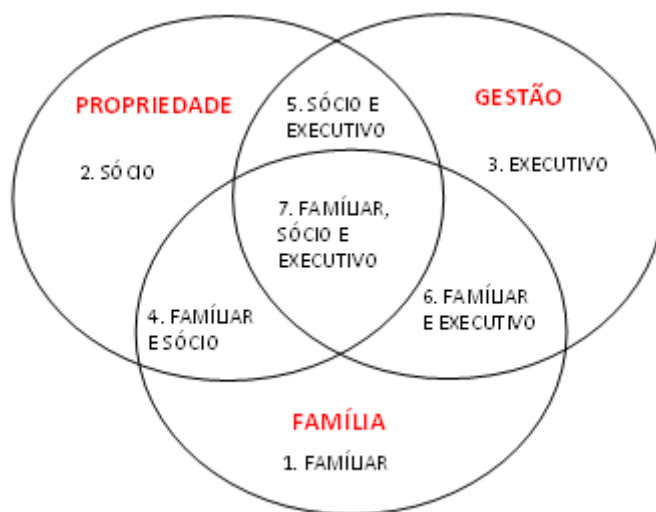 PROPRIEDADE
GESTÃO
5. SÓCIO E
EXECUTIVO
2. SÓCIO
3. EXECUTIVO
7. FAMÍLIAR,
SÓCIO E
EXECUTIVO
4. FAMÍLIAR
E SÓCIO
6. FAMÍLIAR
E EXECUTIVO
FAMÍLIA
1. FAMÍLIAR